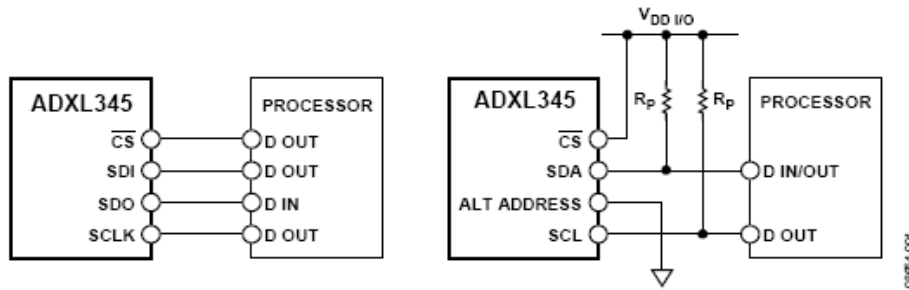 ADXL345
PROCESSOR
CS
D OUT
SDI
D OUT
SDO
D IN
SCLK
D OUT
VDD I/O
ADXL345
RP
RP
PROCESSOR
CS
SDA
D IN/OUT
ALT ADDRESS
SCL
D OUT